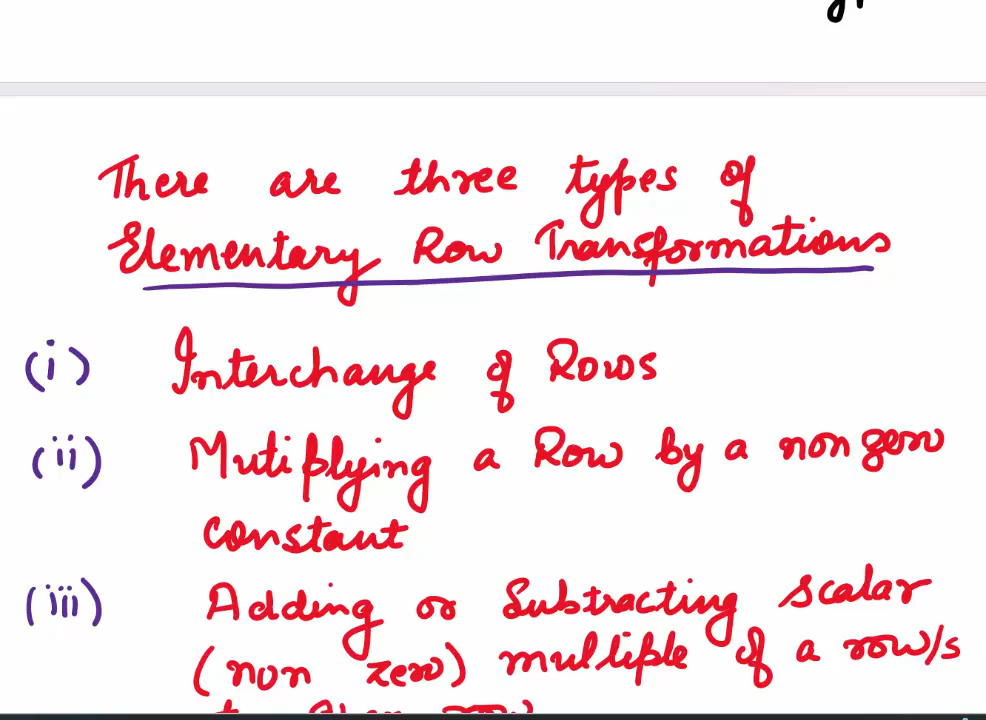 There are three types of
Elementary Row Transformations
(i) Interchange of Rows
(ii) Mutiplying a Row by a non zero
constant
(iii) Adding or Subtracting scalar
(non zero) multiple of a row/s